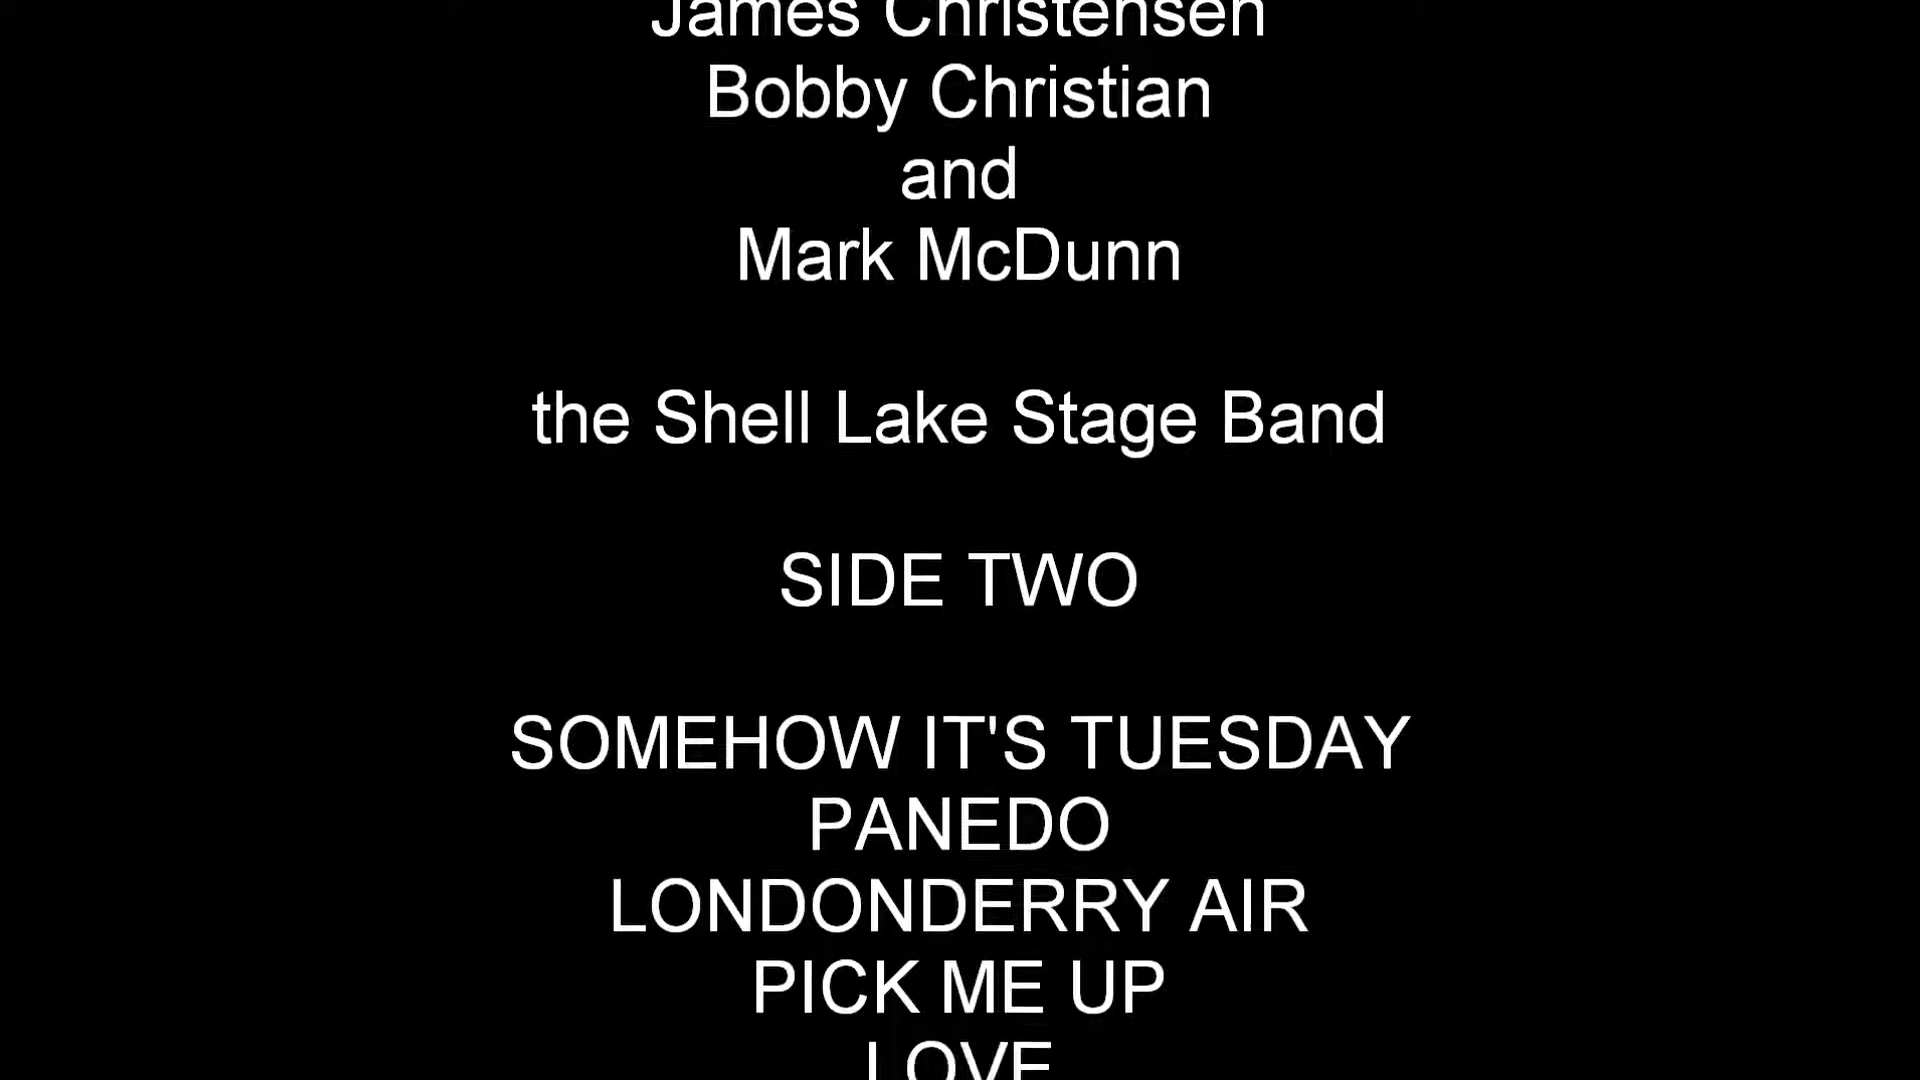 James Christensen
Bobby Christian
and
Mark McDunn
the Shell Lake Stage Band
SIDE TWO
SOMEHOW IT'S TUESDAY
PANEDO
LONDONDERRY AIR
PICK ME UP
LOVE